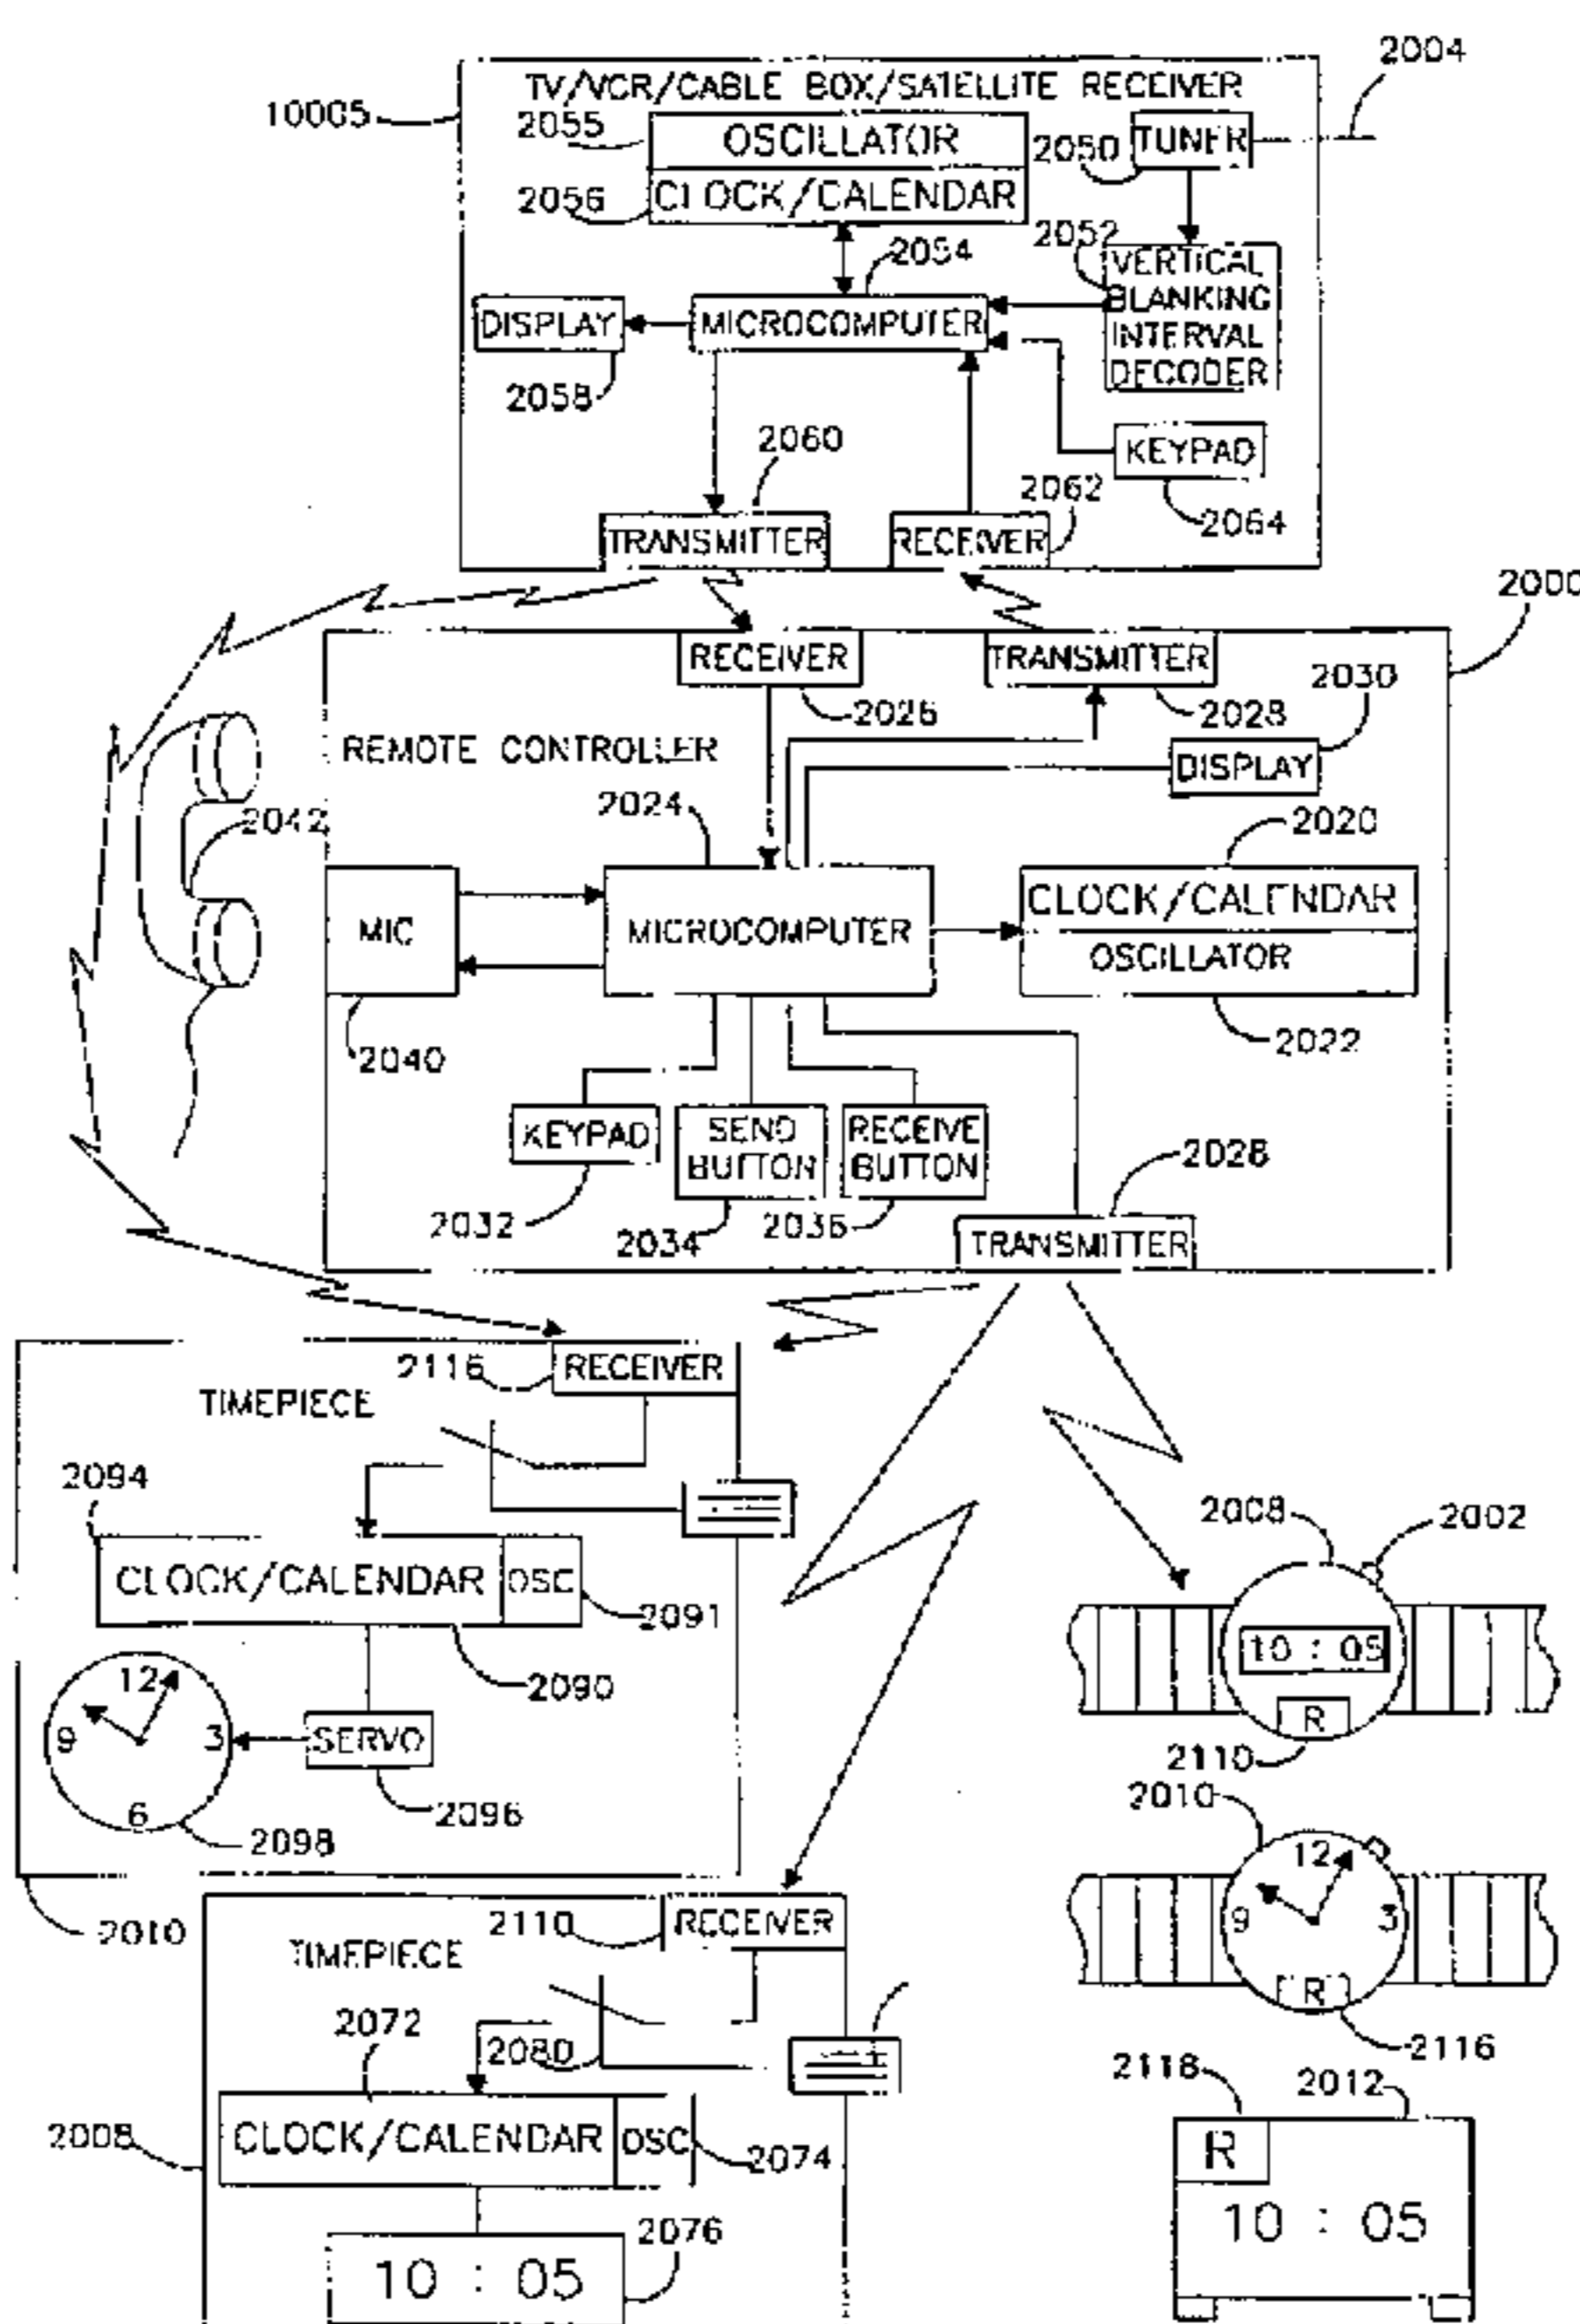 2004
TV/VCR/CABLE BOX/SATELLITE RECEIVER
10005
2055
OSCILLATOR
2050
TUNER
2056
CLOCK/CALENDAR
2054
2052
VERTICAL
BLANKING
INTERVAL
DECODER
DISPLAY
MICROCOMPUTER
2058
2060
KEYPAD
2062
2064
TRANSMITTER
RECEIVER
2000
RECEIVER
TRANSMITTER
2030
2026
2028
REMOTE CONTROLLER
DISPLAY
2024
2020
2042
MIC
MICROCOMPUTER
CLOCK/CALENDAR
OSCILLATOR
2040
2022
KEYPAD
SEND
BUTTON
RECEIVE
BUTTON
2028
2032
2034
2036
TRANSMITTER
2116
RECEIVER
TIMEPIECE
2094
CLOCK/CALENDAR
OSC
2091
2090
12
9
3
6
SERVO
2096
2098
2010
2008
2002
10 : 05
R
2110
2010
12
9
3
R
2116
2110
RECEIVER
TIMEPIECE
2072
2080
2008
CLOCK/CALENDAR
OSC
2074
2076
10 : 05
2118
2012
R
10 : 05